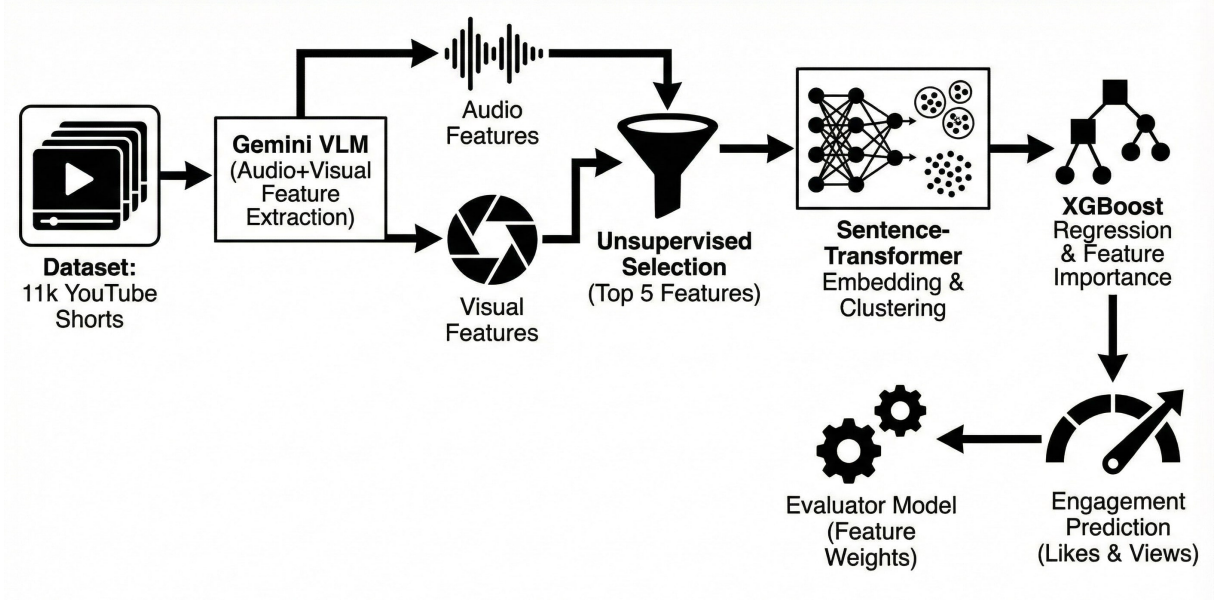 Dataset:
11k YouTube
Shorts
Gemini VLM
(Audio+Visual
Feature
Extraction)
Audio
Features
Visual
Features
Unsupervised
Selection
(Top 5 Features)
Sentence-
Transformer
Embedding &
Clustering
XGBoost
Regression
& Feature
Importance
Engagement
Prediction
(Likes & Views)
Evaluator Model
(Feature
Weights)